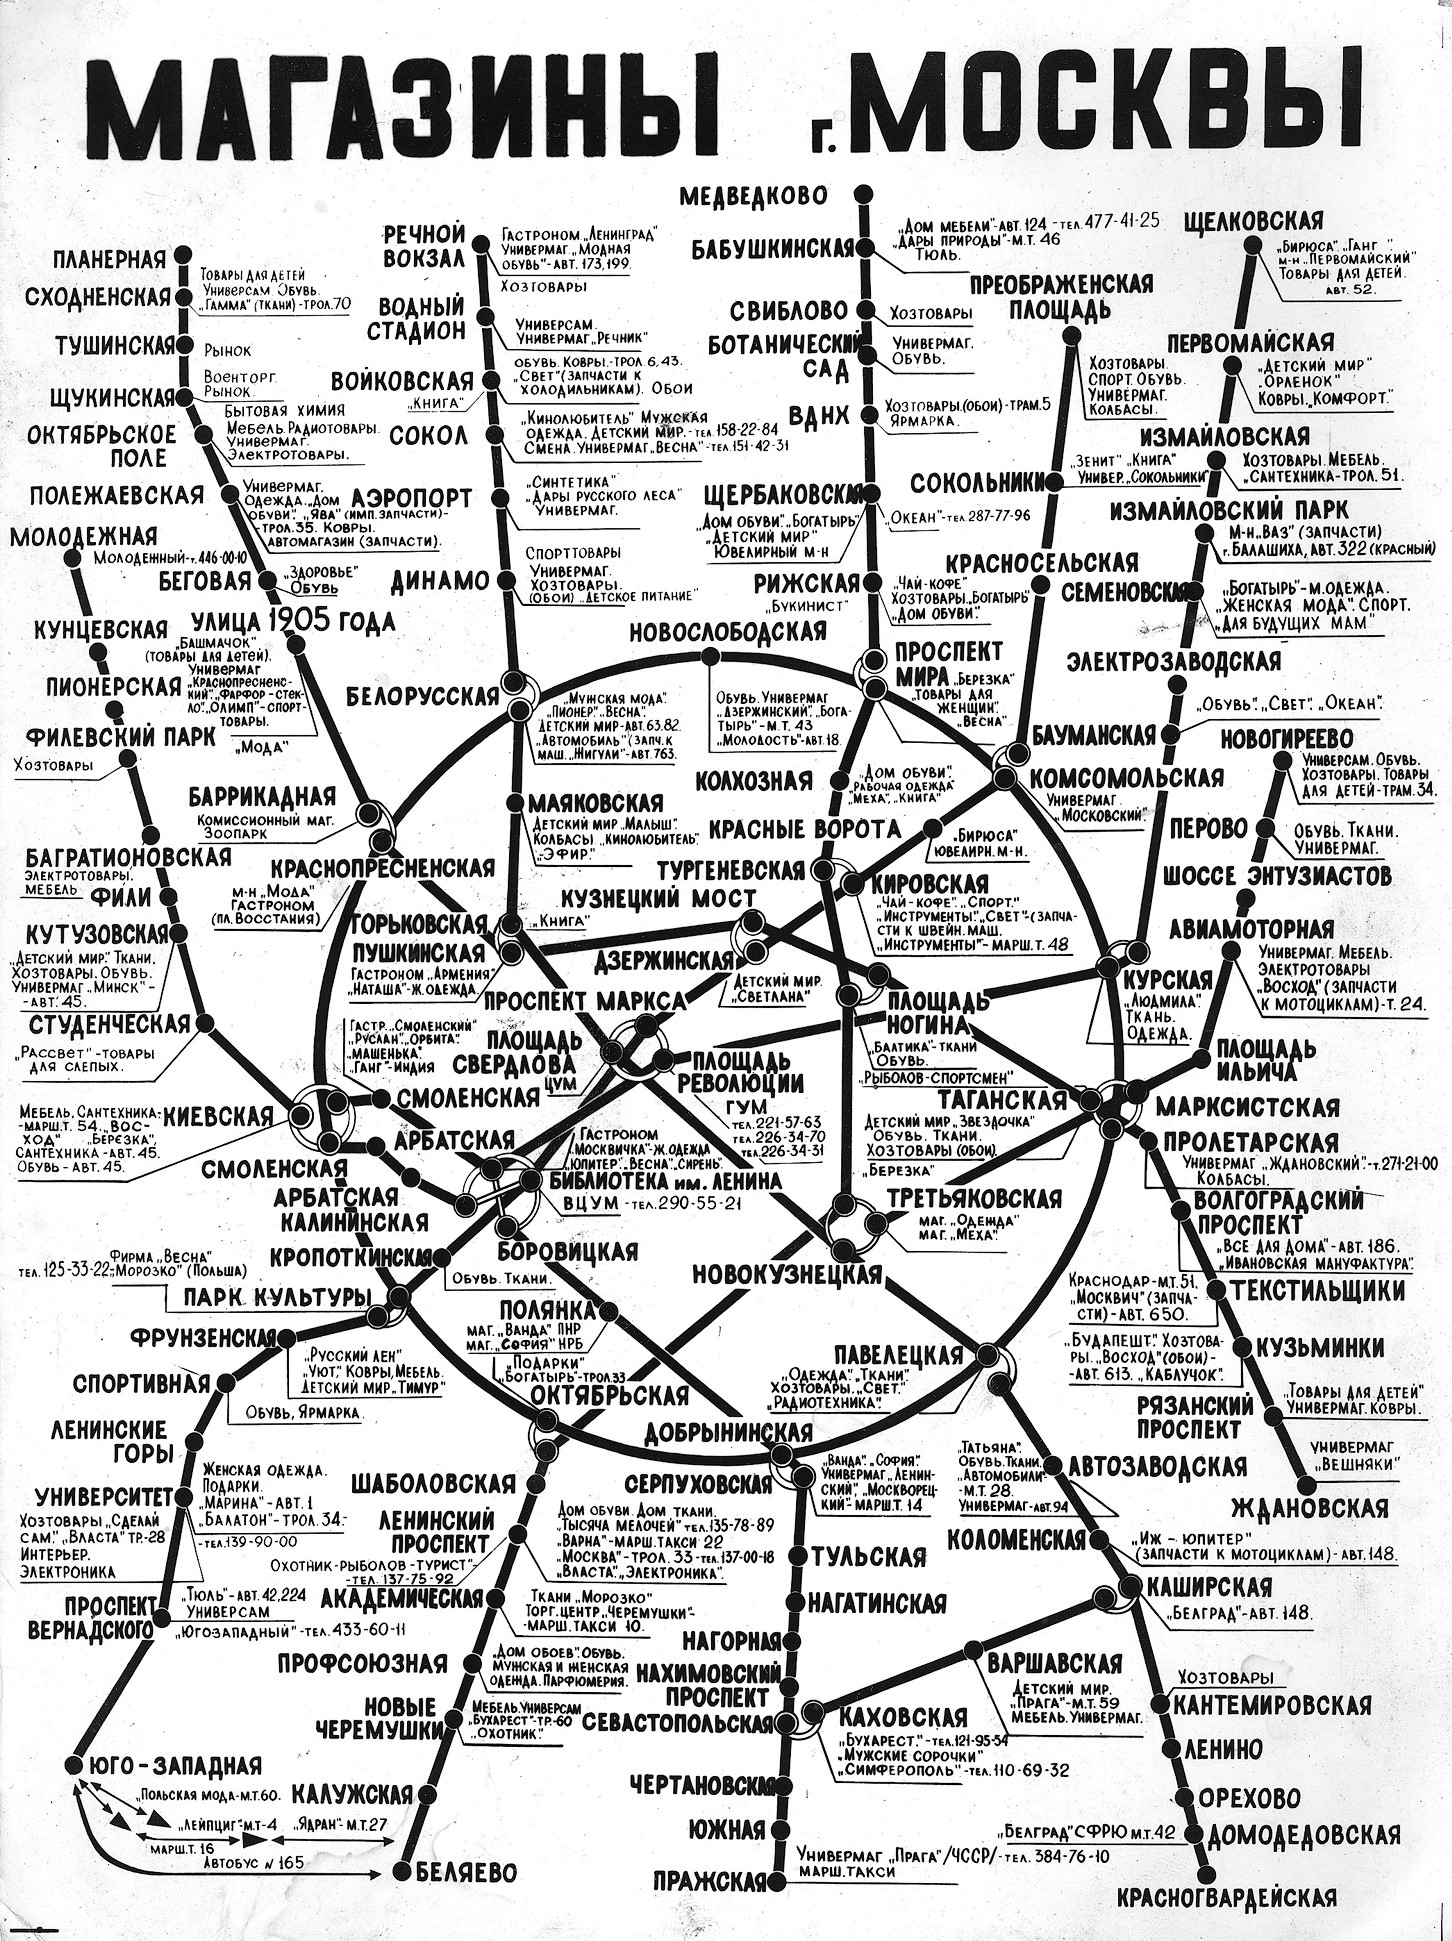 МАГАЗИНЫ г. МОСКВЫ
МЕДВЕДКОВО
БАБУШКИНСКАЯ
„Дом мебели"-авт. 124 - тел. 477-41-25
„Дары природы"-м.т. 46
Тюль.
СВИБЛОВО
Хозтовары
БОТАНИЧЕСКИЙ
САД
Универмаг.
Обувь.
ВДНХ
Хозтовары.(обои)-трам.5
Ярмарка.
ЩЕРБАКОВСКАЯ
„Дом обуви". „Богатырь"
„Детский мир"
Ювелирный м-н
„Океан"-тел. 287-77-96
РИЖСКАЯ
„Букинист"
„Чай-кофе"
Хозтовары „Богатырь"
„Дом обуви".
ПРОСПЕКТ
МИРА
„Березка"
„товары для
женщин"
„Весна"
ПЛАНЕРНАЯ
СХОДНЕНСКАЯ
Товары для детей
Универсам. Обувь.
„Гамма" (ткани)-трол. 70
ТУШИНСКАЯ
Рынок
ЩУКИНСКАЯ
Военторг.
Рынок.
ОКТЯБРЬСКОЕ
ПОЛЕ
Бытовая химия
Мебель. Радиотовары.
Универмаг.
Электротовары.
ПОЛЕЖАЕВСКАЯ
Универмаг.
Одежда. „Дом
обуви". „Ява" (имп. запчасти)-
-трол. 35. Ковры.
Автомагазин (запчасти).
БЕГОВАЯ
„Здоровье"
Обувь
УЛИЦА 1905 ГОДА
„Башмачок"
(товары для детей).
Универмаг
„Краснопресненс-
кий". „Фарфор-стек-
ло". „Олимп"-спорт-
товары.
„Мода"
БАРРИКАДНАЯ
Комиссионный маг.
Зоопарк
КРАСНОПРЕСНЕНСКАЯ
м-н „Мода"
Гастроном
(пл. Восстания)
РЕЧНОЙ
ВОКЗАЛ
Гастроном „Ленинград"
Универмаг „Модная
обувь"-авт. 173,199.
Хозтовары
ВОДНЫЙ
СТАДИОН
Универсам.
Универмаг „Речник"
ВОЙКОВСКАЯ
„Книга"
Обувь. Ковры.-трол. 6,43.
„Свет" (запчасти к
холодильникам). Обои
СОКОЛ
„Кинолюбитель" Мужская
одежда. Детский мир.-тел. 158-22-84
Смена. Универмаг „Весна"-тел. 151-42-31
АЭРОПОРТ
„Синтетика"
„Дары русского леса"
Универмаг.
ДИНАМО
Спорттовары
Универмаг.
Хозтовары.
(обои) „Детское питание"
БЕЛОРУССКАЯ
„Мужская мода".
„Пионер". „Весна".
Детский мир-авт. 63.82.
„Автомобиль" (запч. к
маш. „Жигули"-авт. 763.
НОВОСЛОБОДСКАЯ
Обувь. Универмаг
„Дзержинский". „Бога-
тырь"-м.т. 43
„Молодость"-авт. 18.
МАЯКОВСКАЯ
Детский мир „Малыш".
Колбасы „Кинолюбитель".
„Эфир".
ГОРЬКОВСКАЯ
„Книга"
ПУШКИНСКАЯ
Гастроном „Армения"
„Наташа"-ж.одежда.
ПРЕОБРАЖЕНСКАЯ
ПЛОЩАДЬ
Хозтовары.
Спорт. Обувь.
Универмаг.
Колбасы.
СОКОЛЬНИКИ
„Зенит" „Книга"
Универ. „Сокольники"
КРАСНОСЕЛЬСКАЯ
КОМСОМОЛЬСКАЯ
Универмаг
„Московский"
КРАСНЫЕ ВОРОТА
„Бирюса"
Ювелирн. м-н.
КОЛХОЗНАЯ
„Дом обуви".
„Рабочая одежда"
„Меха". „Книга"
ТУРГЕНЕВСКАЯ
КИРОВСКАЯ
„Чай-кофе". „Спорт."
„Инструменты". „Свет"-(запча-
сти к швейн. маш.
„Инструменты"-марш.т. 48
КУЗНЕЦКИЙ МОСТ
ДЗЕРЖИНСКАЯ
Детский мир.
„Светлана"
ЩЕЛКОВСКАЯ
„Бирюса". „Ганг"
м-н „Первомайский"
Товары для детей.
авт. 52.
ПЕРВОМАЙСКАЯ
„Детский мир"
„Орленок"
Ковры. „Комфорт."
ИЗМАЙЛОВСКАЯ
Хозтовары. Мебель.
„Сантехника-трол. 51.
ИЗМАЙЛОВСКИЙ ПАРК
м-н „ВАЗ" (запчасти)
г. Балашиха, авт. 322 (красный)
СЕМЕНОВСКАЯ
„Богатырь"-м.одежда.
„Женская мода". Спорт.
„Для будущих мам"
ЭЛЕКТРОЗАВОДСКАЯ
БАУМАНСКАЯ
„Обувь". „Свет". „Океан".
КУРСКАЯ
„Людмила".
Ткань.
Одежда.
НОВОГИРЕЕВО
Универсам. Обувь.
Хозтовары. Товары
для детей-трам. 34.
ПЕРОВО
Обувь. Ткани.
Универмаг.
ШОССЕ ЭНТУЗИАСТОВ
АВИАМОТОРНАЯ
Универмаг. Мебель.
Электротовары
„Восход" (запчасти
к мотоциклам)-т. 24.
ПЛОЩАДЬ
ИЛЬИЧА
МАРКСИСТСКАЯ
МОЛОДЕЖНАЯ
Молодежный-т. 446-00-10
КУНЦЕВСКАЯ
ПИОНЕРСКАЯ
ФИЛЕВСКИЙ ПАРК
Хозтовары
БАГРАТИОНОВСКАЯ
Электротовары.
Мебель
ФИЛИ
КУТУЗОВСКАЯ
„Детский мир". Ткани.
Хозтовары. Обувь.
Универмаг „Минск"-
-авт. 45.
СТУДЕНЧЕСКАЯ
„Рассвет"-товары
для слепых.
КИЕВСКАЯ
Мебель. Сантехника-
-марш.т. 54. „Вос-
ход" „Березка",
Сантехника-авт. 45.
Обувь-авт. 45.
Гастр. „Смоленский"
„Руслан". „Орбита".
„Машенька".
„Ганг"-Индия
СМОЛЕНСКАЯ
АРБАТСКАЯ
СМОЛЕНСКАЯ
АРБАТСКАЯ
КАЛИНИНСКАЯ
ПРОСПЕКТ МАРКСА
ПЛОЩАДЬ
СВЕРДЛОВА
ЦУМ
ПЛОЩАДЬ
РЕВОЛЮЦИИ
ГУМ
тел. 221-57-63
тел. 226-34-70
тел. 226-34-31
ПЛОЩАДЬ
НОГИНА
„Балтика"-ткани
Обувь.
„Рыболов-спортсмен"
ТАГАНСКАЯ
Детский мир „Звездочка"
Обувь. Ткани.
Хозтовары (обои).
„Березка"
Гастроном
„Москвичка"-ж.одежда
„Юпитер". „Весна". „Сирень".
БИБЛИОТЕКА им. ЛЕНИНА
ВЦУМ - тел. 290-55-21
БОРОВИЦКАЯ
ТРЕТЬЯКОВСКАЯ
маг. „Одежда"
маг. „Меха".
НОВОКУЗНЕЦКАЯ
КРОПОТКИНСКАЯ
Обувь. Ткани.
Фирма „Весна"
тел. 125-33-22 „Морозко" (Польша)
ПАРК КУЛЬТУРЫ
ФРУНЗЕНСКАЯ
„Русский лен"
„Уют". Ковры, Мебель.
Детский мир „Тимур"
СПОРТИВНАЯ
Обувь, Ярмарка.
ЛЕНИНСКИЕ
ГОРЫ
УНИВЕРСИТЕТ
Женская одежда.
Подарки.
„Марина"-авт. 1
„Балатон"-трол. 34-
-тел. 139-90-00
Хозтовары „Сделай
сам". „Власта" тр.-28
Интерьер.
Электроника
ПРОСПЕКТ
ВЕРНАДСКОГО
„Тюль"-авт. 42,224
Универсам
„Югозападный"-тел. 433-60-11
ЮГО-ЗАПАДНАЯ
„Польская мода-м.т. 60.
„Лейпциг"-м.т-4
„Ядран"-м.т. 27
марш.т. 16
Автобус № 165
ПОЛЯНКА
маг. „Ванда" ПНР
маг. „София" НРБ
„Подарки"
„Богатырь"-трол. 33
ОКТЯБРЬСКАЯ
ШАБОЛОВСКАЯ
ЛЕНИНСКИЙ
ПРОСПЕКТ
Дом обуви. Дом ткани.
„Тысяча мелочей" тел. 135-78-89
„Варна"-марш.такси 22
„Москва"-трол. 33-тел. 137-00-18
„Власта". „Электроника".
Охотник-рыболов-турист"-
-тел. 137-75-92
АКАДЕМИЧЕСКАЯ
Ткани „Морозко"
Торг.центр „Черемушки"-
-марш.такси 10.
ПРОФСОЮЗНАЯ
„Дом обоев". Обувь.
Мужская и женская
одежда. Парфюмерия.
НОВЫЕ
ЧЕРЕМУШКИ
Мебель. Универсам
„Бухарест"-тр.-60
„Охотник".
КАЛУЖСКАЯ
БЕЛЯЕВО
ДОБРЫНИНСКАЯ
СЕРПУХОВСКАЯ
„Ванда". „София".
Универмаг „Ленин-
ский". „Москворец-
кий"-марш.т. 14
ТУЛЬСКАЯ
НАГАТИНСКАЯ
НАГОРНАЯ
НАХИМОВСКИЙ
ПРОСПЕКТ
СЕВАСТОПОЛЬСКАЯ
ЧЕРТАНОВСКАЯ
ЮЖНАЯ
ПРАЖСКАЯ
Универмаг „Прага"/ЧССР/-тел. 384-76-10
марш.такси
КАХОВСКАЯ
„Бухарест."-тел. 121-95-54
„Мужские сорочки"
„Симферополь"-тел. 110-69-32
ВАРШАВСКАЯ
Детский мир.
„Прага"-м.т. 59
Мебель. Универмаг.
ПАВЕЛЕЦКАЯ
„Одежда". „Ткани".
Хозтовары. „Свет."
„Радиотехника".
АВТОЗАВОДСКАЯ
„Татьяна".
Обувь. Ткани.
„Автомобили"-
-м.т. 28.
Универмаг-авт. 94
КОЛОМЕНСКАЯ
„Иж-Юпитер"
(запчасти к мотоциклам)-авт. 148.
КАШИРСКАЯ
„Белград"-авт. 148.
КАНТЕМИРОВСКАЯ
Хозтовары
ЛЕНИНО
ОРЕХОВО
ДОМОДЕДОВСКАЯ
„Белград" СФРЮ м.т. 42
КРАСНОГВАРДЕЙСКАЯ
ПРОЛЕТАРСКАЯ
Универмаг „Ждановский"-т. 271-21-00
Колбасы.
ВОЛГОГРАДСКИЙ
ПРОСПЕКТ
„Все для дома"-авт. 186.
„Ивановская мануфактура".
ТЕКСТИЛЬЩИКИ
Краснодар-м.т. 51.
„Москвич" (запча-
сти)-авт. 650.
КУЗЬМИНКИ
„Будапешт". Хозтова-
ры. „Восход" (обои)-
-авт. 613. „Каблучок".
РЯЗАНСКИЙ
ПРОСПЕКТ
„Товары для детей"
Универмаг. Ковры.
ЖДАНОВСКАЯ
Универмаг
„Вешняки"